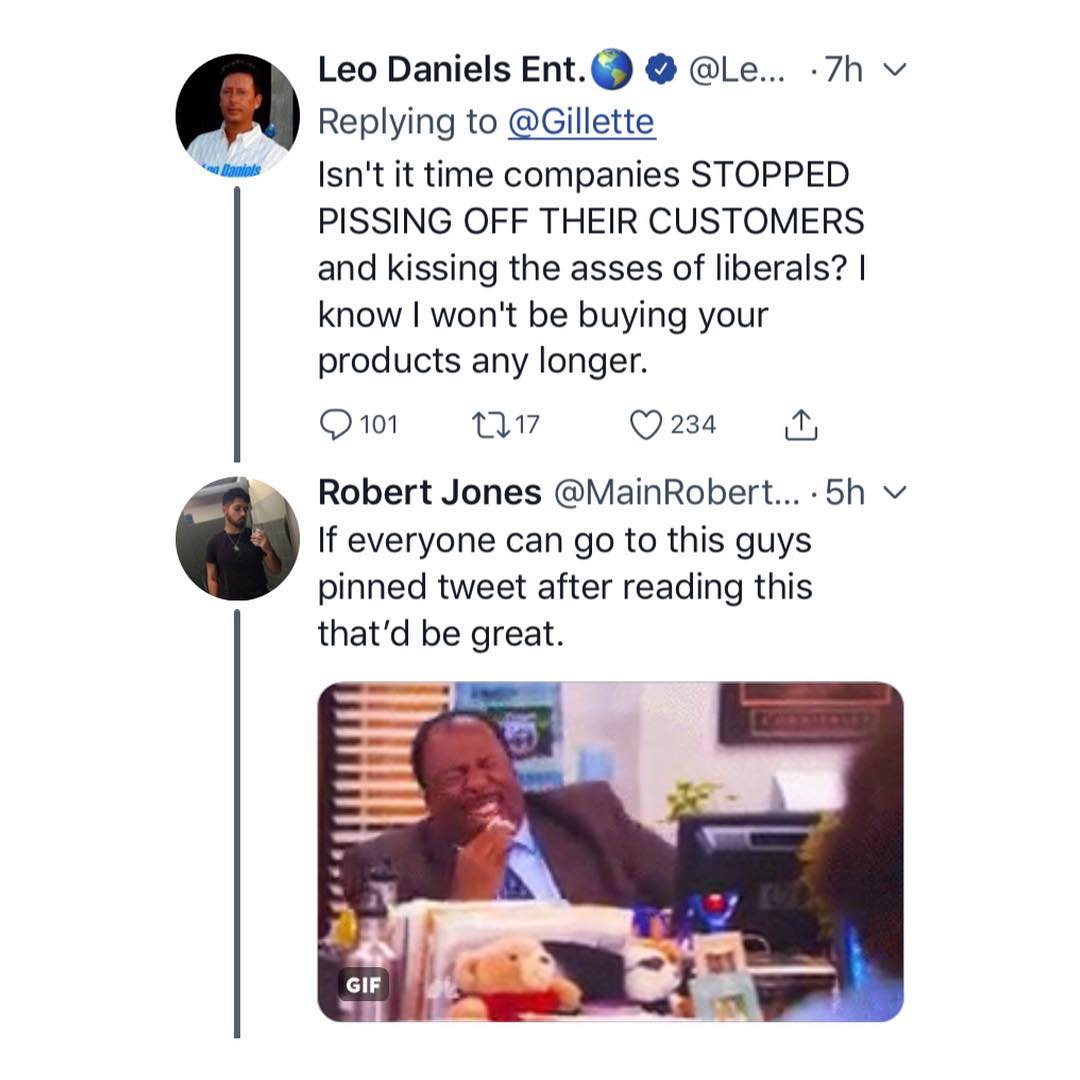 Leo Daniels Ent.🌎 @Le... · 7h
Replying to @Gillette
Isn't it time companies STOPPED
PISSING OFF THEIR CUSTOMERS
and kissing the asses of liberals? I
know I won't be buying your
products any longer.
101 17 234
Robert Jones @MainRobert... · 5h
If everyone can go to this guys
pinned tweet after reading this
that’d be great.
GIF